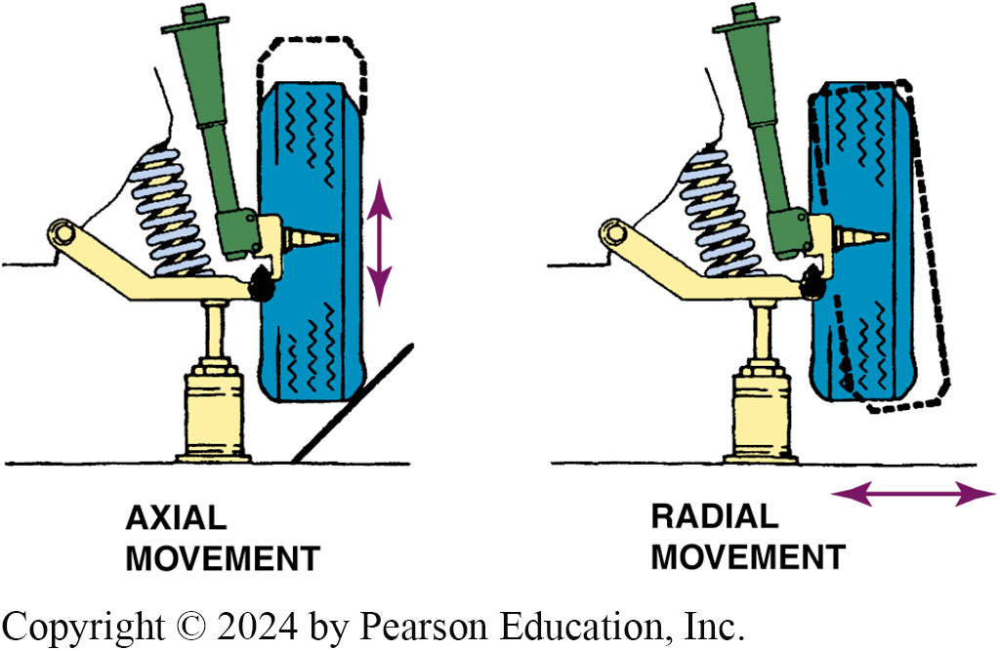 AXIAL
MOVEMENT
RADIAL
MOVEMENT
Copyright © 2024 by Pearson Education, Inc.